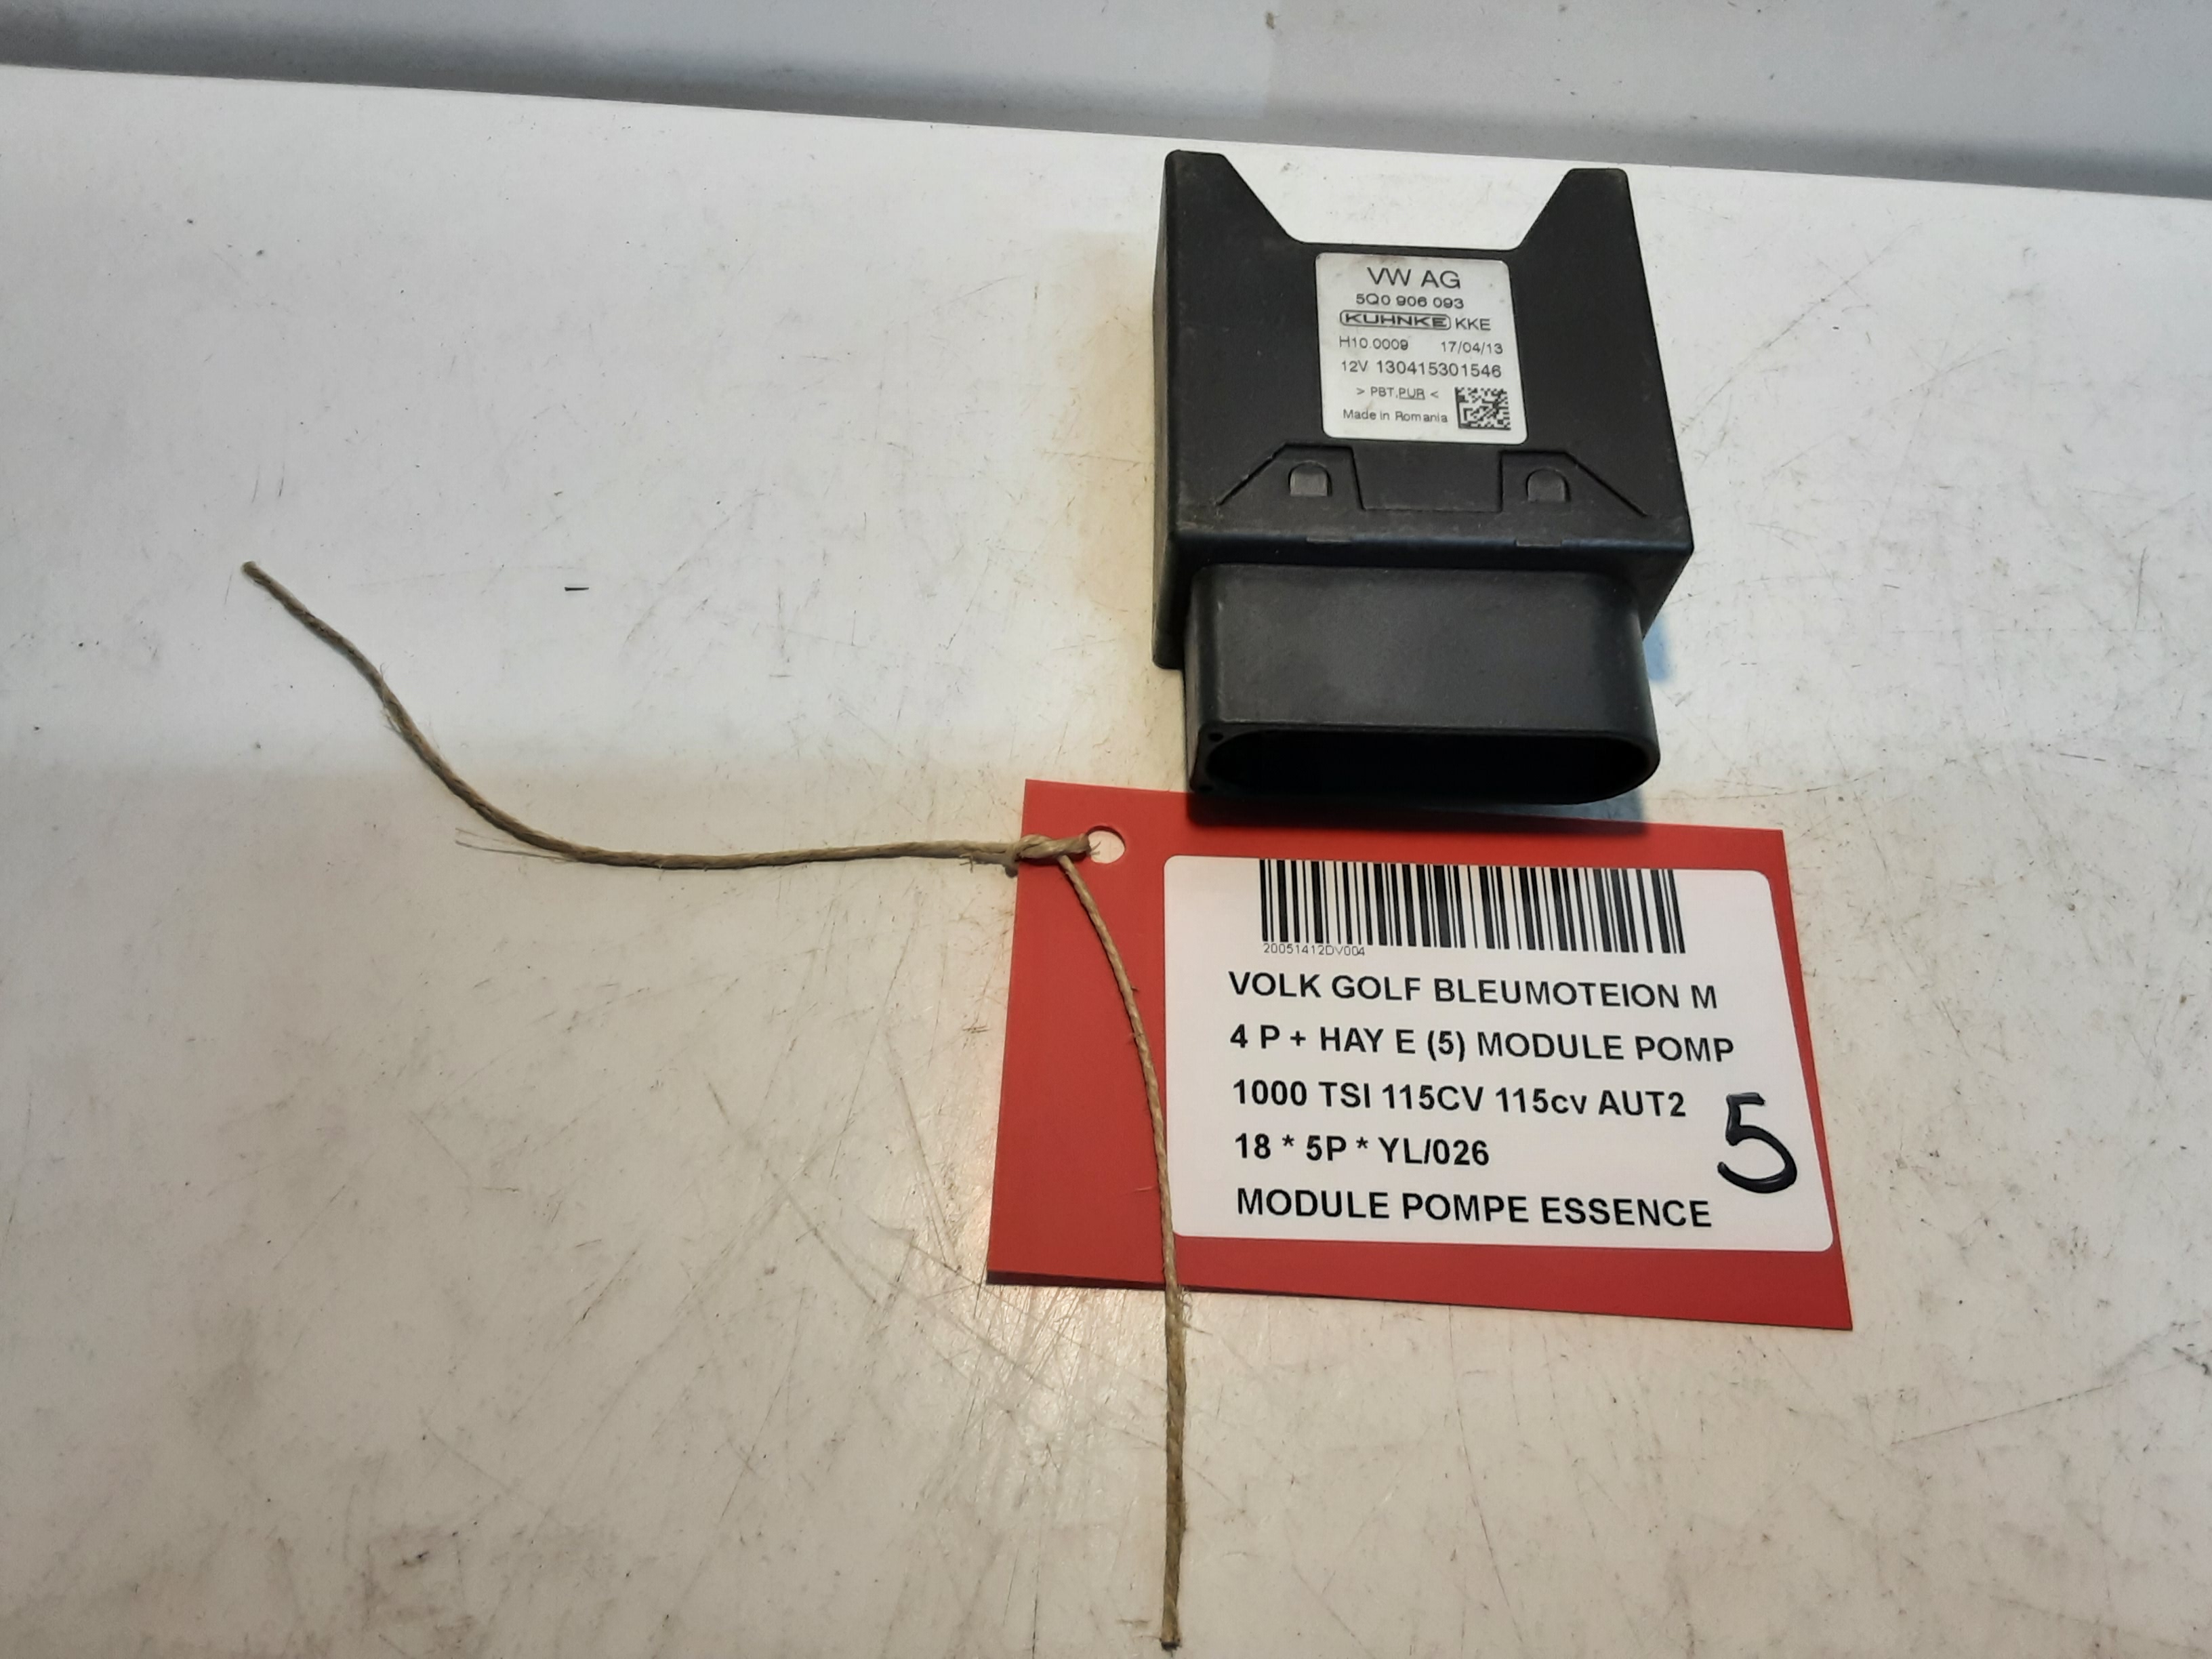 VW AG
5Q0 906 093
KUHNKE KKE
H10.0009 17/04/13
12V 130415301546
> PBT,PUR <
Made in Romania
20051412DV004
VOLK GOLF BLEUMOTEION M
4 P + HAY E (5) MODULE POMP
1000 TSI 115CV 115cv AUT2
18 * 5P * YL/026
5
MODULE POMPE ESSENCE